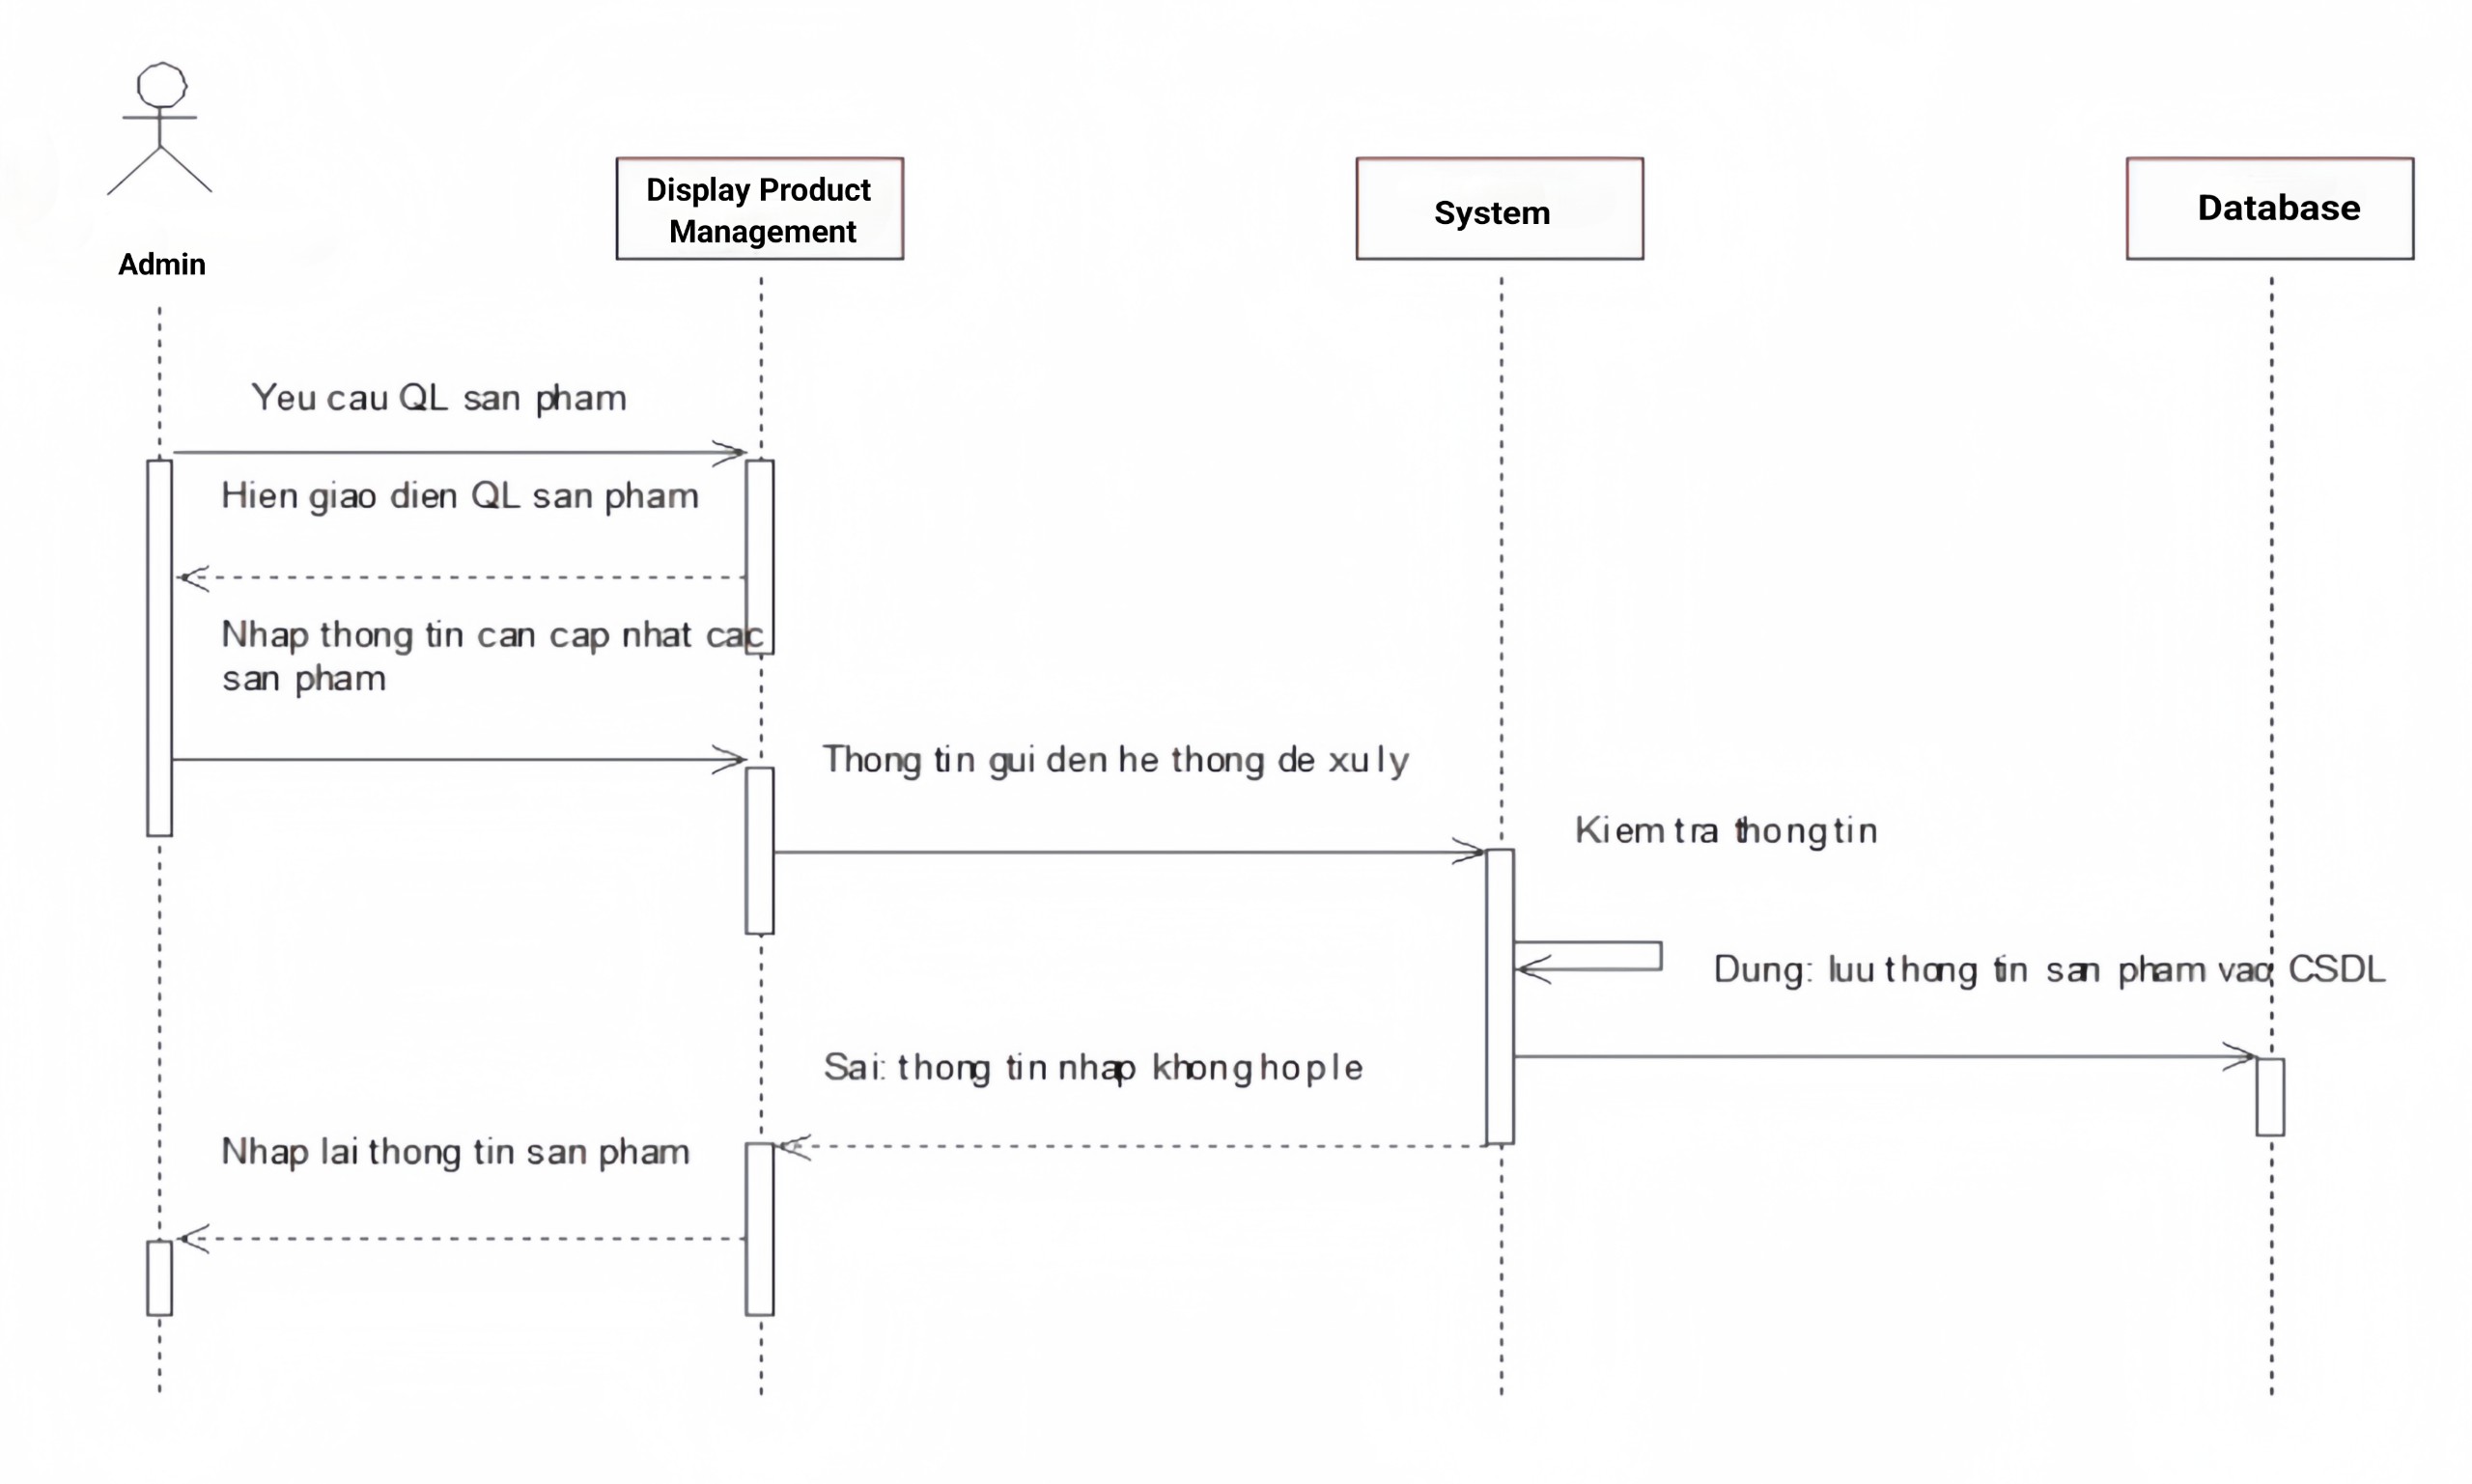 Admin
Display Product
Management
System
Database
Yeu cau QL san pham
Hien giao dien QL san pham
Nhap thong tin can cap nhat cac
san pham
Thong tin gui den he thong de xu ly
Kiem tra thong tin
Dung: luu thong tin san pham vao CSDL
Sai: thong tin nhap khong hop le
Nhap lai thong tin san pham